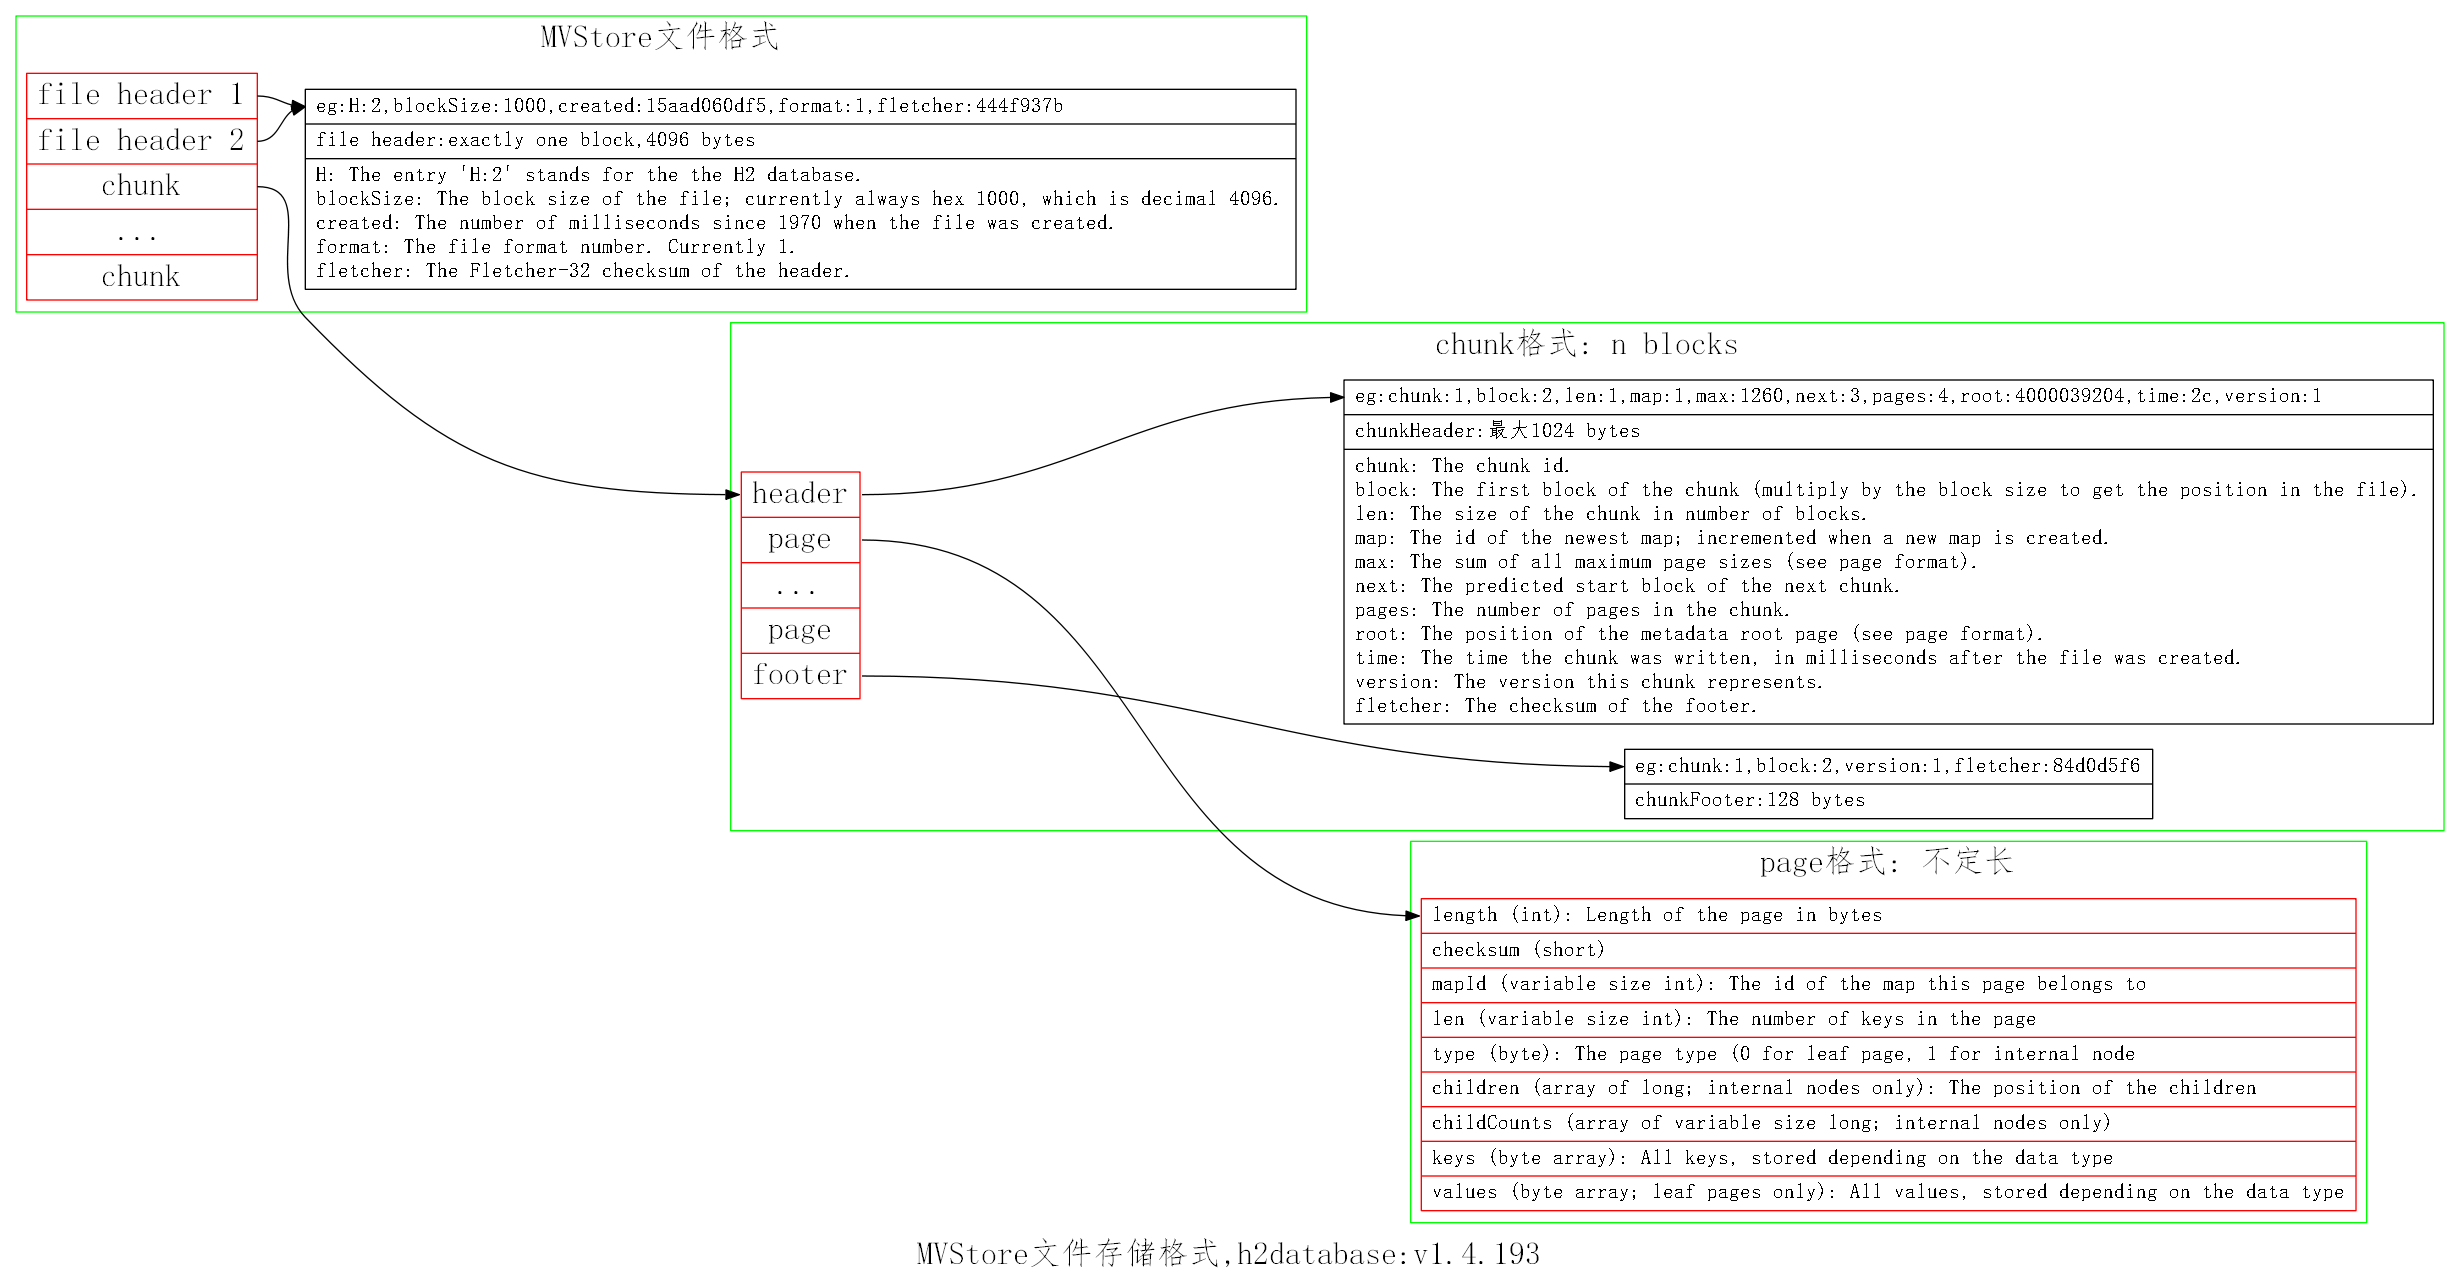 MVStore文件格式
file header 1
file header 2
chunk
...
chunk
eg:H:2,blockSize:1000,created:15aad060df5,format:1,fletcher:444f937b
file header:exactly one block,4096 bytes
H: The entry 'H:2' stands for the the H2 database.
blockSize: The block size of the file; currently always hex 1000, which is decimal 4096.
created: The number of milliseconds since 1970 when the file was created.
format: The file format number. Currently 1.
fletcher: The Fletcher-32 checksum of the header.
chunk格式: n blocks
header
page
...
page
footer
eg:chunk:1,block:2,len:1,map:1,max:1260,next:3,pages:4,root:4000039204,time:2c,version:1
chunkHeader:最大1024 bytes
chunk: The chunk id.
block: The first block of the chunk (multiply by the block size to get the position in the file).
len: The size of the chunk in number of blocks.
map: The id of the newest map; incremented when a new map is created.
max: The sum of all maximum page sizes (see page format).
next: The predicted start block of the next chunk.
pages: The number of pages in the chunk.
root: The position of the metadata root page (see page format).
time: The time the chunk was written, in milliseconds after the file was created.
version: The version this chunk represents.
fletcher: The checksum of the footer.
eg:chunk:1,block:2,version:1,fletcher:84d0d5f6
chunkFooter:128 bytes
page格式: 不定长
length (int): Length of the page in bytes
checksum (short)
mapId (variable size int): The id of the map this page belongs to
len (variable size int): The number of keys in the page
type (byte): The page type (0 for leaf page, 1 for internal node
children (array of long; internal nodes only): The position of the children
childCounts (array of variable size long; internal nodes only)
keys (byte array): All keys, stored depending on the data type
values (byte array; leaf pages only): All values, stored depending on the data type
MVStore文件存储格式,h2database:v1.4.193